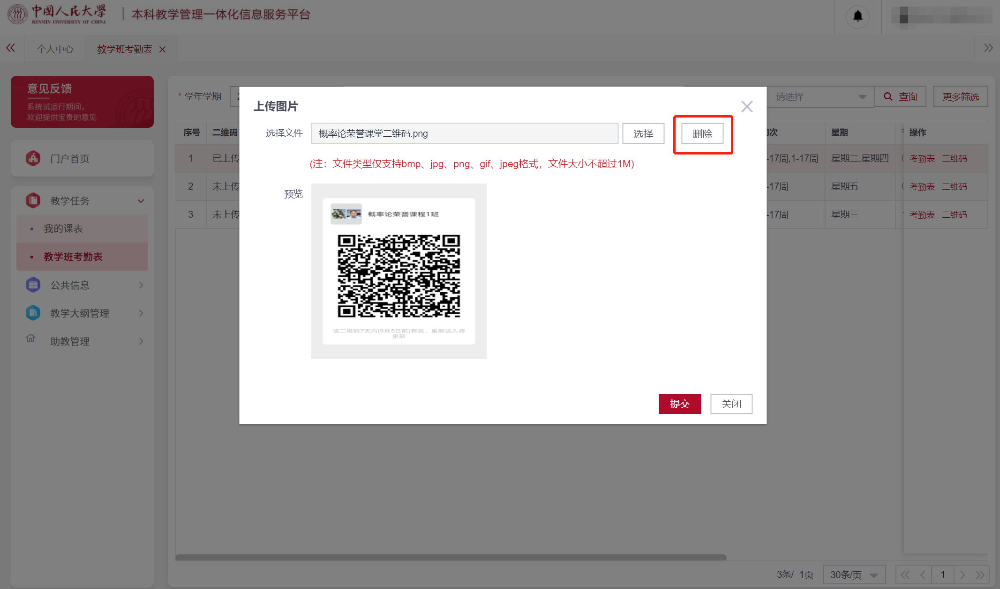 中国人民大学
RENMIN UNIVERSITY OF CHINA
本科教学管理一体化信息服务平台
个人中心
教学班考勤表
意见反馈
系统试运行期间，
欢迎提供宝贵的意见
门户首页
教学任务
我的课表
教学班考勤表
公共信息
教学大纲管理
助教管理
* 学年学期
请选择
查询
更多筛选
序号 二维码 星期 操作
1 已上传 -17周,1-17周 星期二,星期四 考勤表 二维码
2 未上传 -17周 星期五 考勤表 二维码
3 未上传 -17周 星期三 考勤表 二维码
上传图片
选择文件 概率论荣誉课堂二维码.png 选择 删除
(注：文件类型仅支持bmp、jpg、png、gif、jpeg格式，文件大小不超过1M)
预览
概率论荣誉课程1班
该二维码7天内(9月5日前)有效，重新进入将
更新
提交 关闭
3条/ 1页 30条/页 1